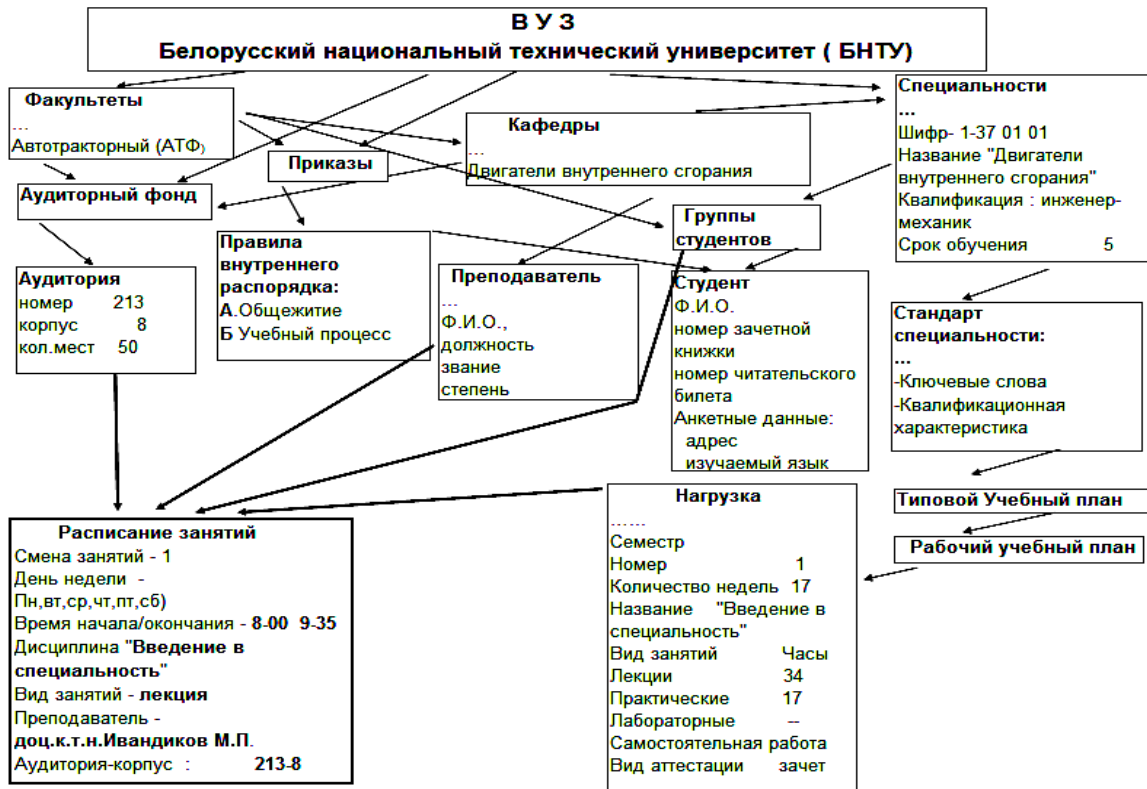 В У З
Белорусский национальный технический университет ( БНТУ)
Факультеты
...
Автотракторный (АТФ)
Приказы
Кафедры
...
Двигатели внутреннего сгорания
Специальности
...
Шифр- 1-37 01 01
Название "Двигатели
внутреннего сгорания"
Квалификация : инженер-
механик
Срок обучения 5
Аудиторный фонд
Группы
студентов
Аудитория
номер 213
корпус 8
кол.мест 50
Правила
внутреннего
распорядка:
А.Общежитие
Б Учебный процесс
Преподаватель
...
Ф.И.О.,
должность
звание
степень
Студент
Ф.И.О.
номер зачетной
книжки
номер читательского
билета
Анкетные данные:
адрес
изучаемый язык
Стандарт
специальности:
...
-Ключевые слова
-Квалификационная
характеристика
Типовой Учебный план
Рабочий учебный план
Расписание занятий
Смена занятий - 1
День недели -
Пн,вт,ср,чт,пт,сб)
Время начала/окончания - 8-00 9-35
Дисциплина "Введение в
специальность"
Вид занятий - лекция
Преподаватель -
доц.к.т.н.Ивандиков М.П.
Аудитория-корпус : 213-8
Нагрузка
......
Семестр
Номер 1
Количество недель 17
Название "Введение в
специальность"
Вид занятий Часы
Лекции 34
Практические 17
Лабораторные --
Самостоятельная работа
Вид аттестации зачет